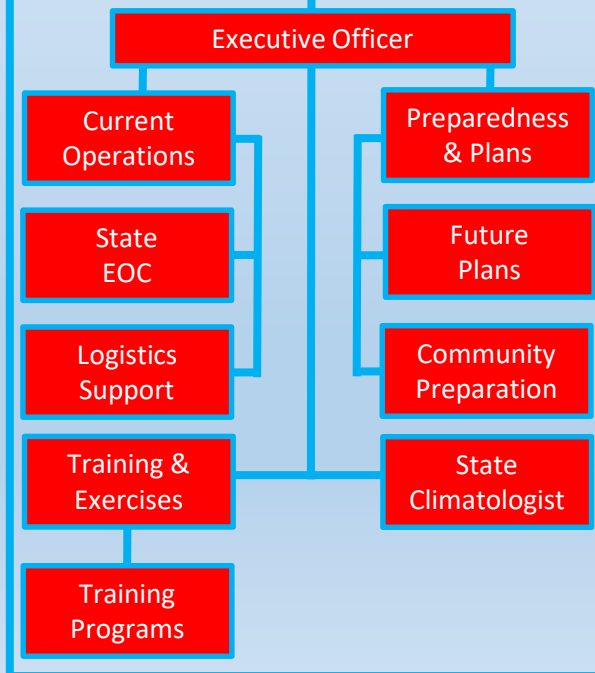 Executive Officer
Current
Operations
Preparedness
& Plans
State
EOC
Future
Plans
Logistics
Support
Community
Preparation
Training &
Exercises
State
Climatologist
Training
Programs